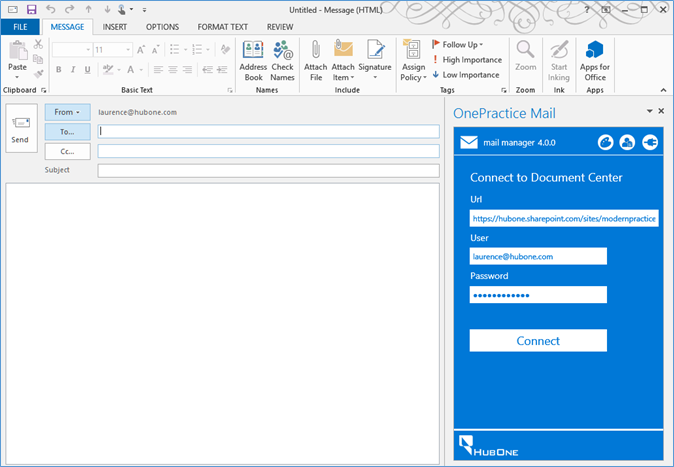 Untitled - Message (HTML)
FILE MESSAGE INSERT OPTIONS FORMAT TEXT REVIEW
Paste
Clipboard
11
B I U
Basic Text
Address Book
Check Names
Names
Attach File
Attach Item
Signature
Include
Assign Policy
Follow Up
High Importance
Low Importance
Tags
Zoom
Zoom
Start Inking
Ink
Apps for Office
Apps
Send
From laurence@hubone.com
To...
Cc...
Subject
OnePractice Mail
mail manager 4.0.0
Connect to Document Center
Url
https://hubone.sharepoint.com/sites/modernpractice
User
laurence@hubone.com
Password
••••••••••••
Connect
HUBONE